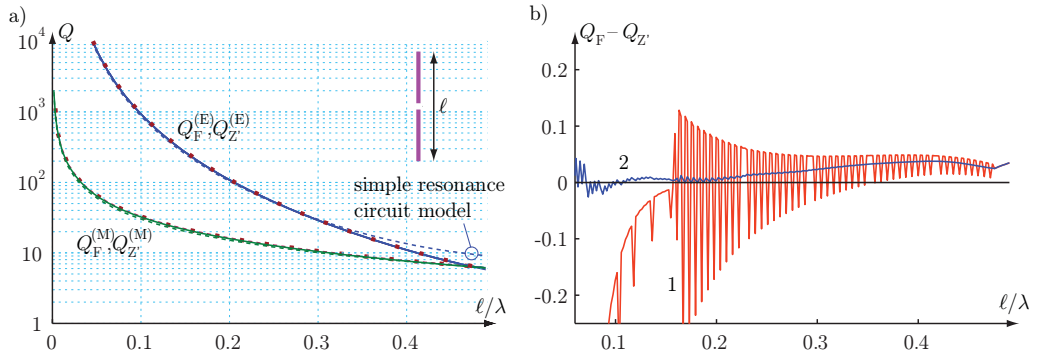 a)
Q
10^4
10^3
10^2
10
1
0
0.1
0.2
0.3
0.4
ℓ/λ
Q_F^(E),Q_Z'^(E)
Q_F^(M),Q_Z'^(M)
ℓ
simple resonance
circuit model
b)
Q_F−Q_Z'
0.2
0.1
0
-0.1
-0.2
2
1
0.1
0.2
0.3
0.4
ℓ/λ